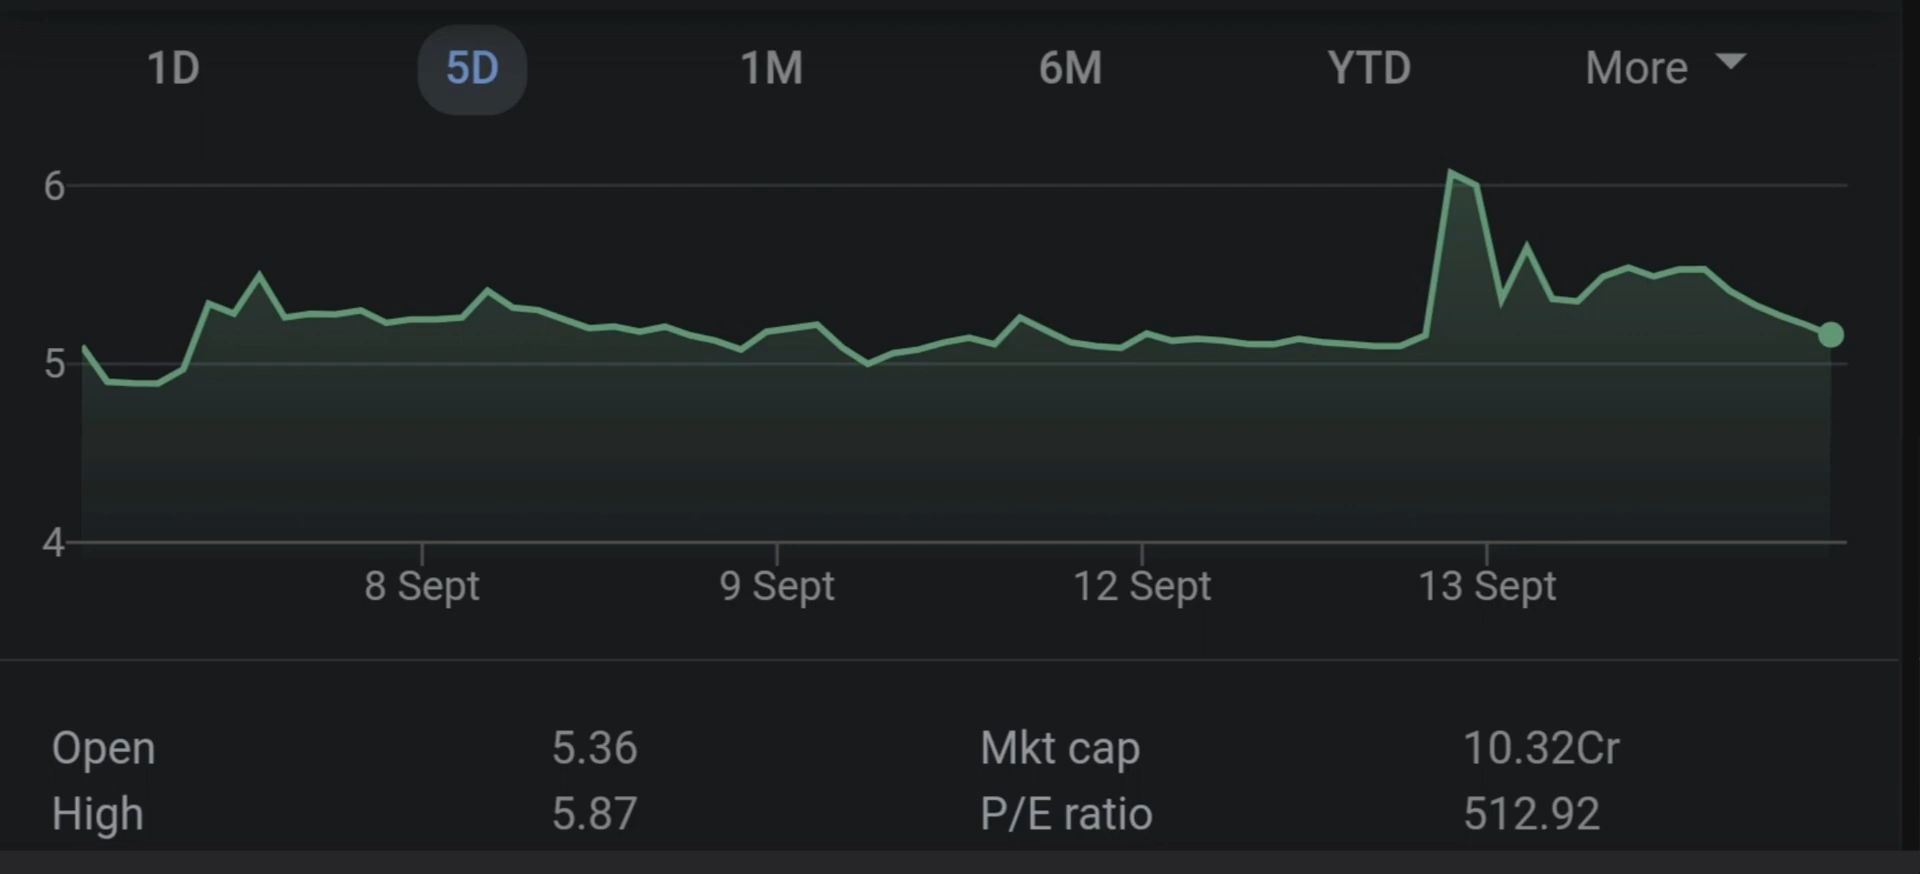 1D 5D 1M 6M YTD More
6
5
4
8 Sept 9 Sept 12 Sept 13 Sept
Open 5.36 Mkt cap 10.32Cr
High 5.87 P/E ratio 512.92